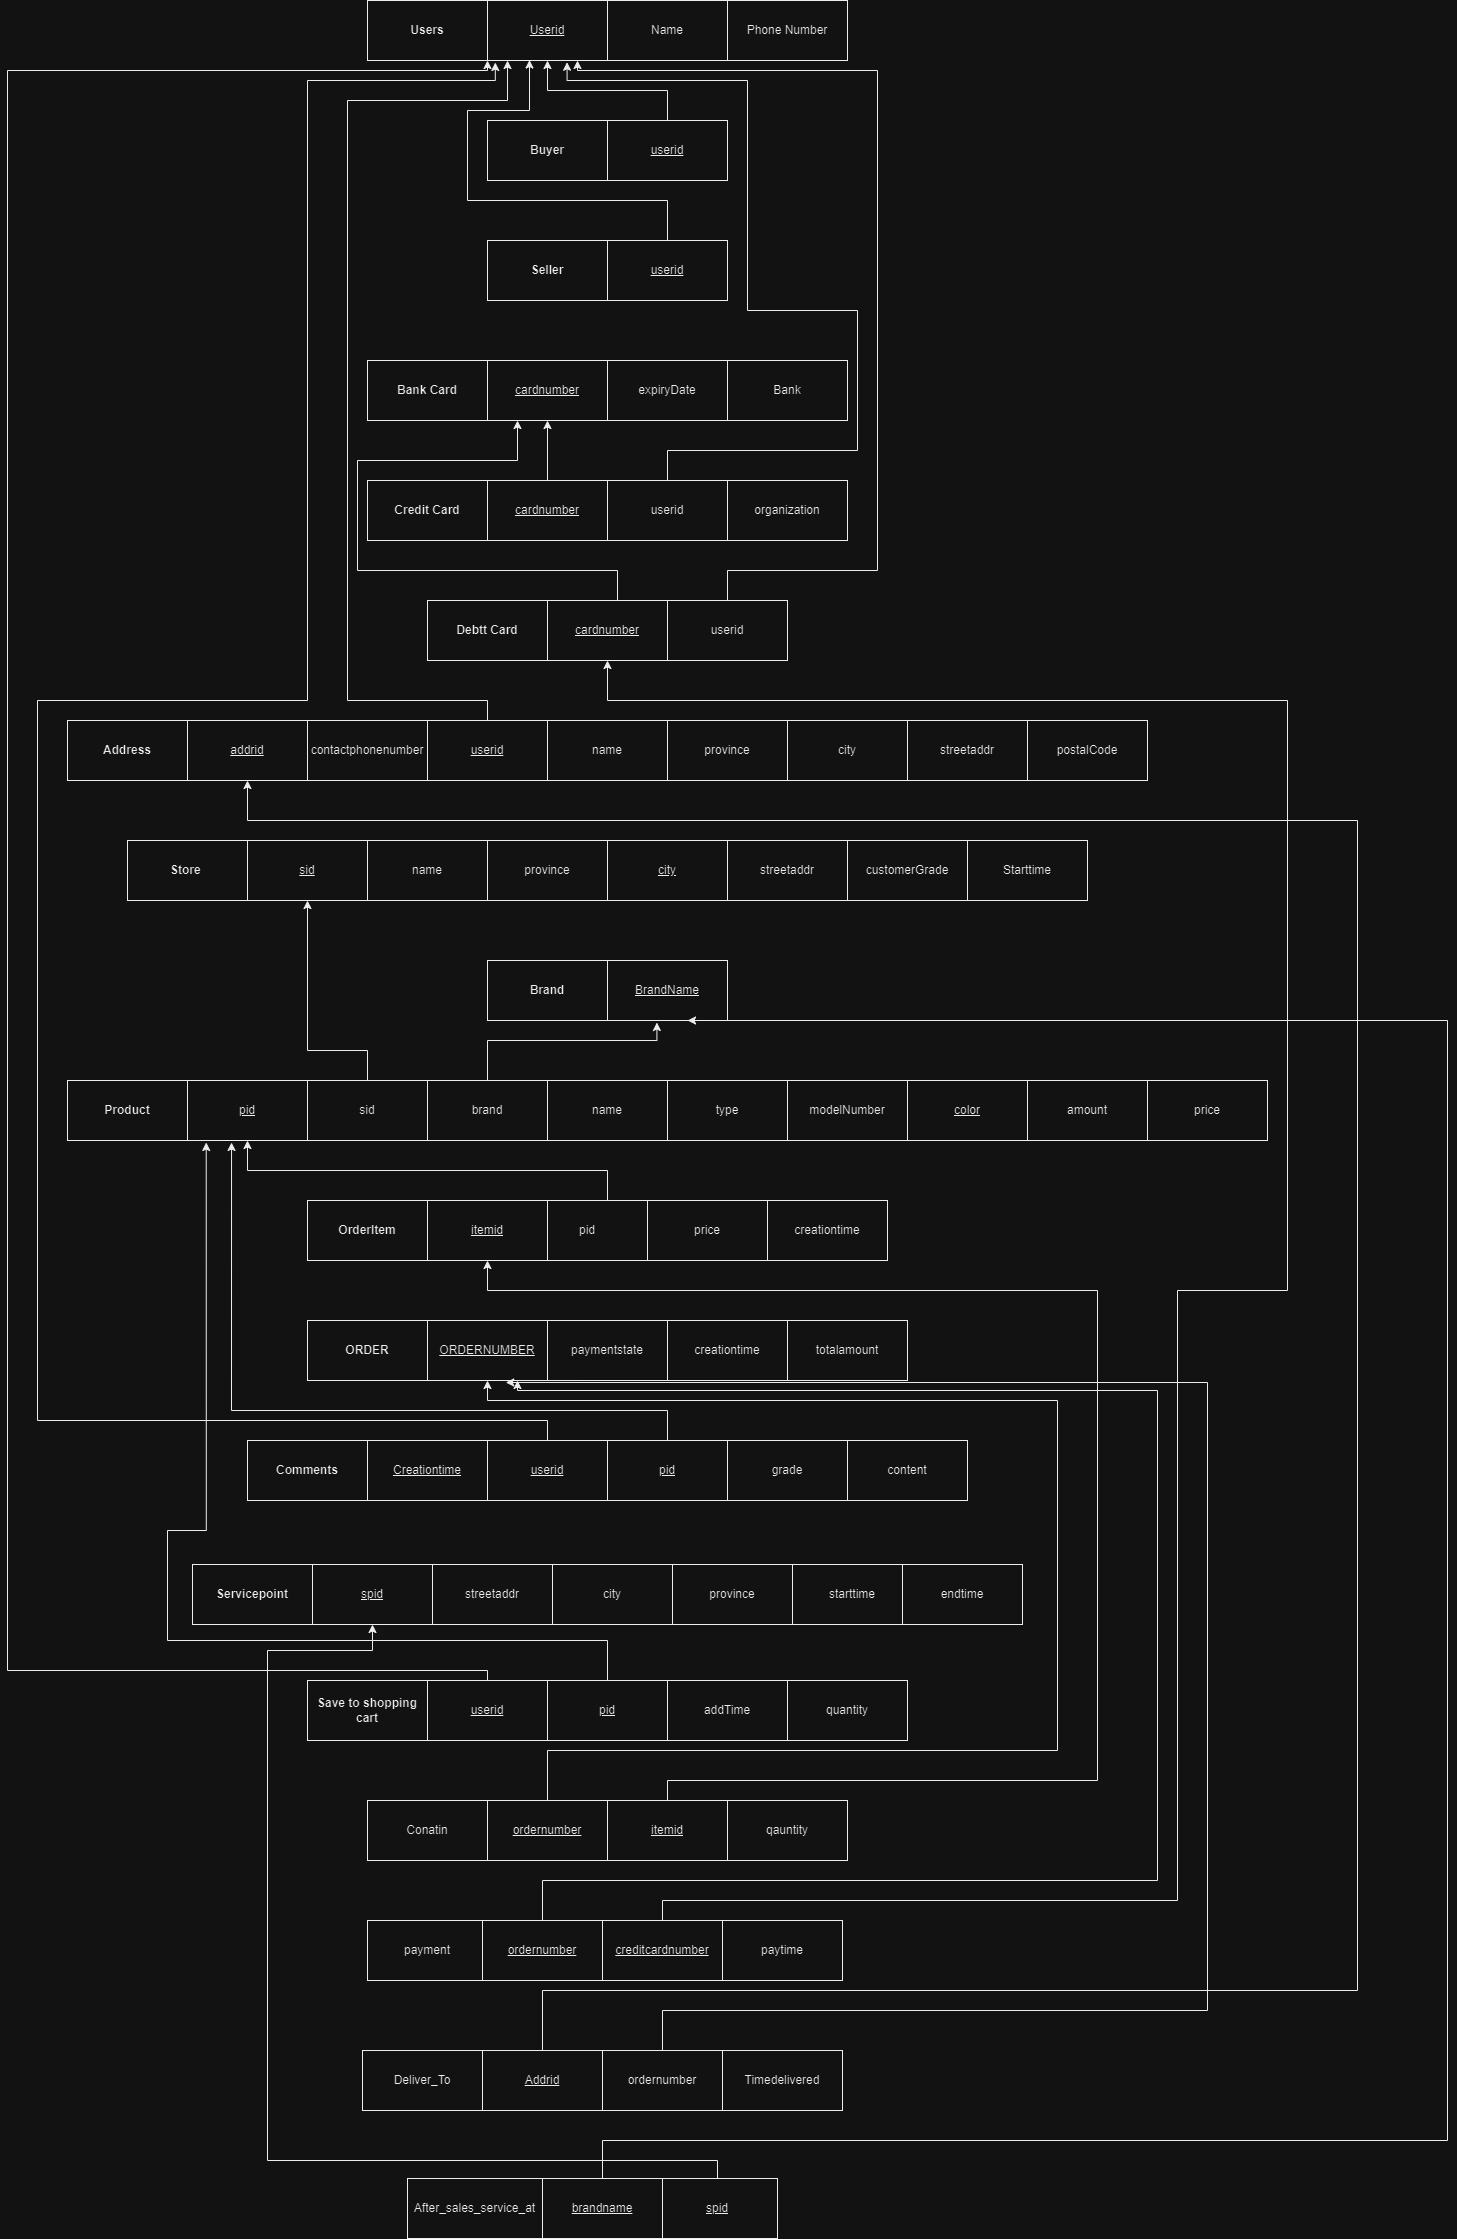 Users Userid Name Phone Number
Buyer userid
Seller userid
Bank Card cardnumber expiryDate Bank
Credit Card cardnumber userid organization
Debtt Card cardnumber userid
Address addrid contactphonenumber userid name province city streetaddr postalCode
Store sid name province city streetaddr customerGrade Starttime
Brand BrandName
Product pid sid brand name type modelNumber color amount price
OrderItem itemid pid price creationtime
ORDER ORDERNUMBER paymentstate creationtime totalamount
Comments Creationtime userid pid grade content
Servicepoint spid streetaddr city province starttime endtime
Save to shopping
cart userid pid addTime quantity
Conatin ordernumber itemid qauntity
payment ordernumber creditcardnumber paytime
Deliver_To Addrid ordernumber Timedelivered
After_sales_service_at brandname spid